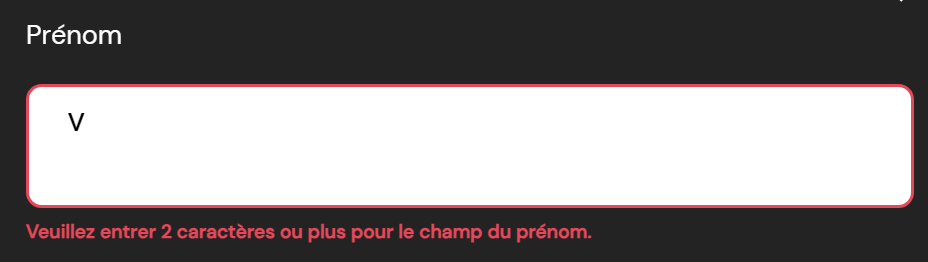 Prénom
V
Veuillez entrer 2 caractères ou plus pour le champ du prénom.